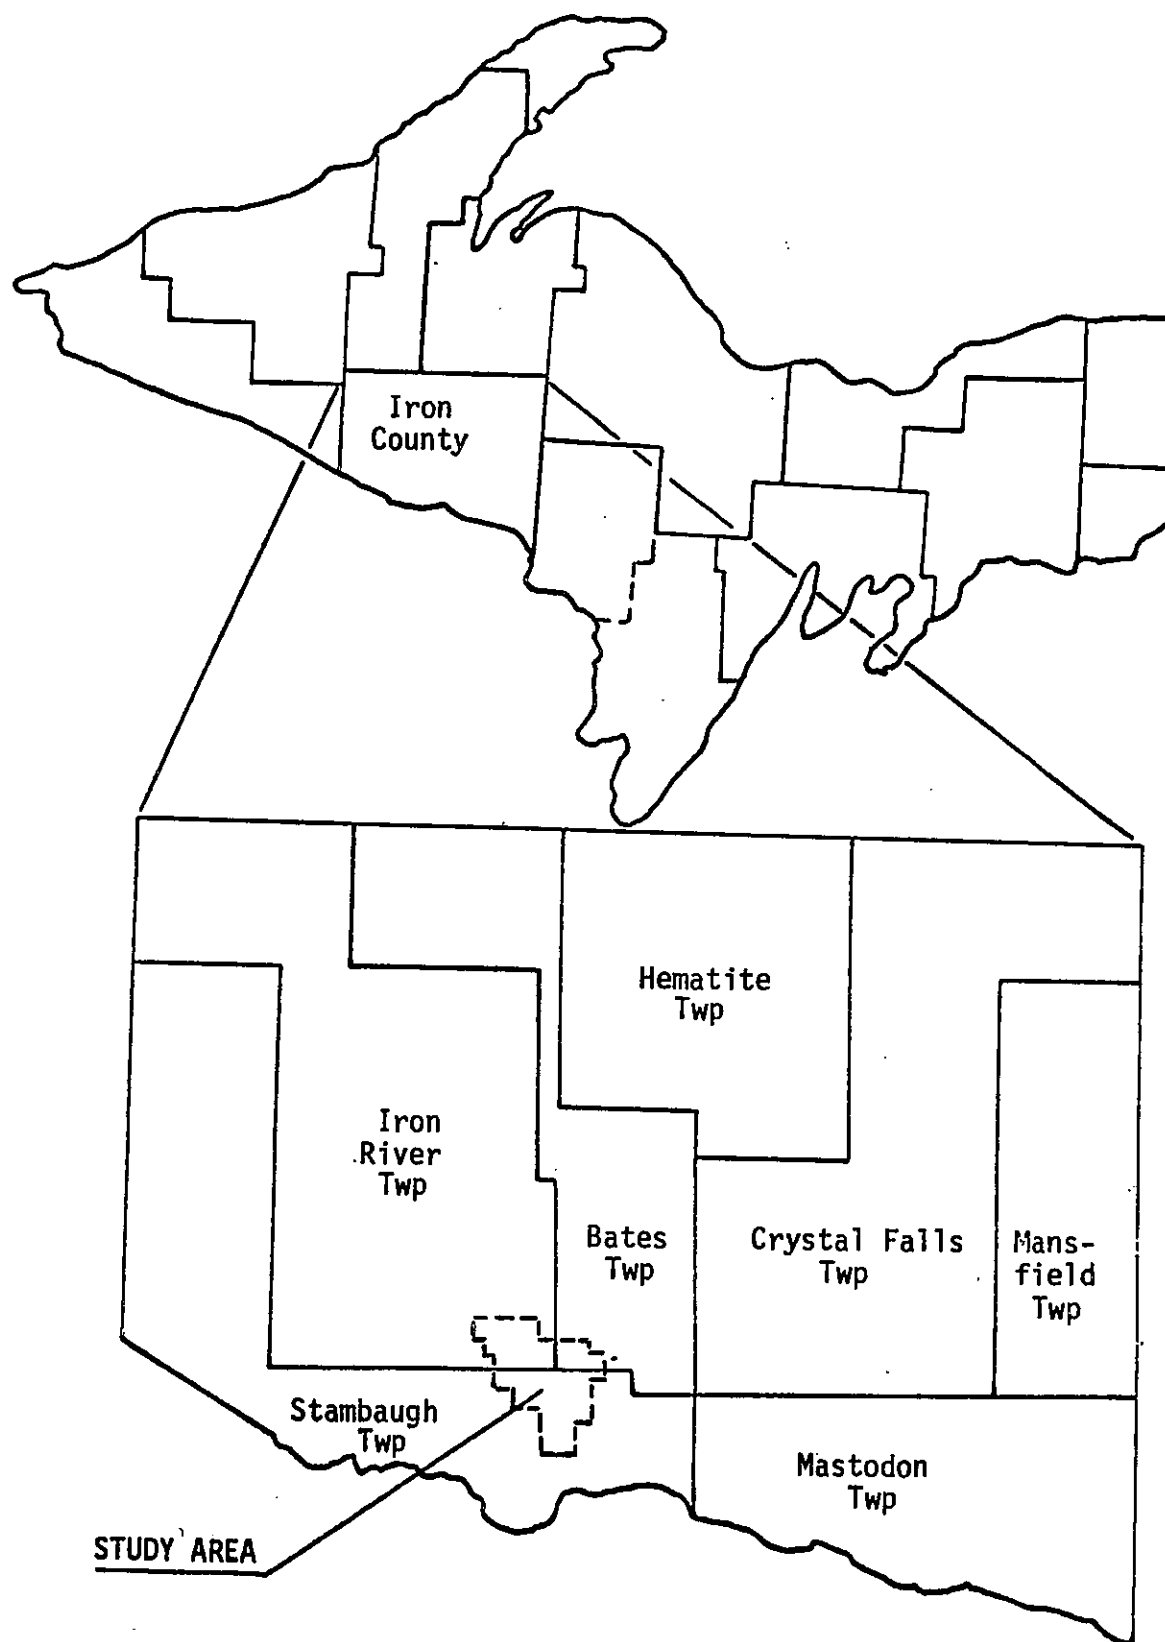 Iron
County
Hematite
Twp
Iron
River
Twp
Bates
Twp
Crystal Falls
Twp
Mans-
field
Twp
Stambaugh
Twp
Mastodon
Twp
STUDY AREA